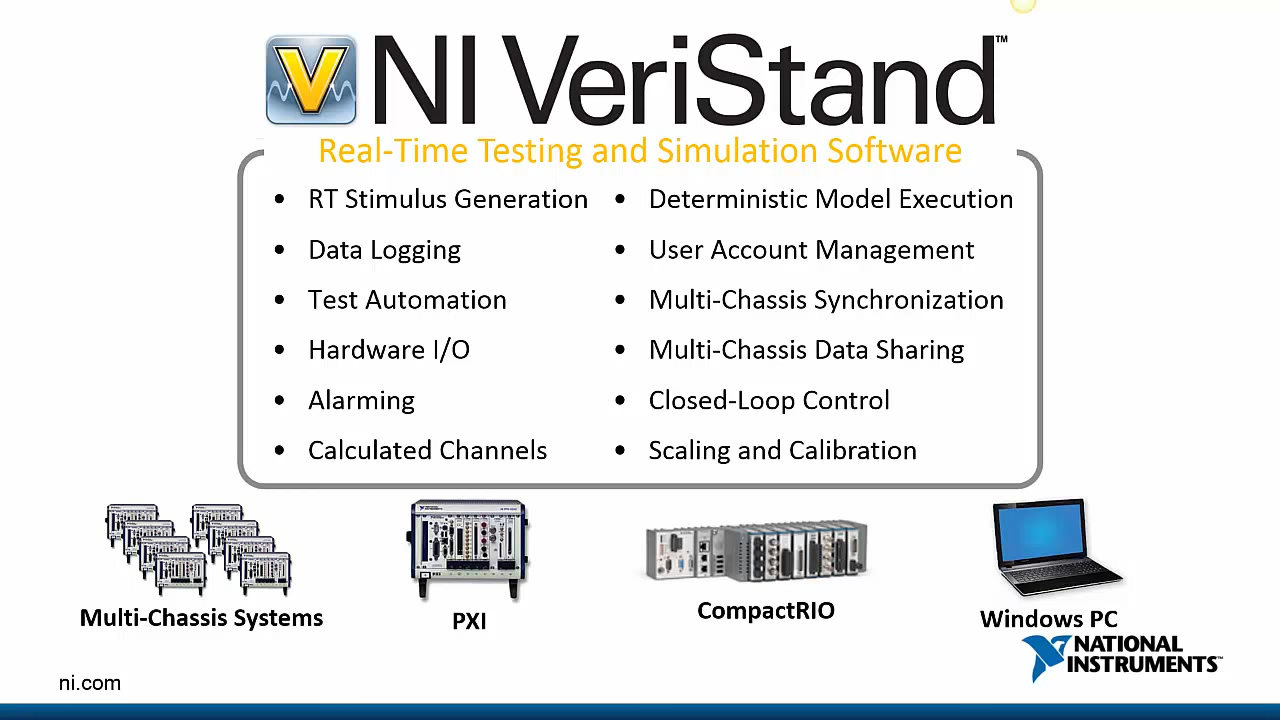 NI VeriStand™
Real-Time Testing and Simulation Software
• RT Stimulus Generation
• Data Logging
• Test Automation
• Hardware I/O
• Alarming
• Calculated Channels
• Deterministic Model Execution
• User Account Management
• Multi-Chassis Synchronization
• Multi-Chassis Data Sharing
• Closed-Loop Control
• Scaling and Calibration
Multi-Chassis Systems
PXI
CompactRIO
Windows PC
NATIONAL
INSTRUMENTS™
ni.com